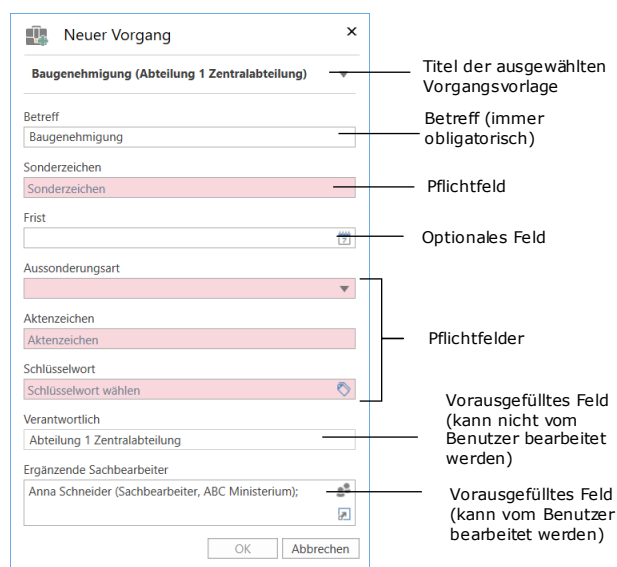 Neuer Vorgang
Baugenehmigung (Abteilung 1 Zentralabteilung)
Titel der ausgewählten
Vorgangsvorlage
Betreff
Baugenehmigung
Betreff (immer
obligatorisch)
Sonderzeichen
Sonderzeichen
Pflichtfeld
Frist
7
Optionales Feld
Aussonderungsart
Aktenzeichen
Aktenzeichen
Pflichtfelder
Schlüsselwort
Schlüsselwort wählen
Verantwortlich
Abteilung 1 Zentralabteilung
Vorausgefülltes Feld
(kann nicht vom
Benutzer bearbeitet
werden)
Ergänzende Sachbearbeiter
Anna Schneider (Sachbearbeiter, ABC Ministerium);
Vorausgefülltes Feld
(kann vom Benutzer
bearbeitet werden)
OK
Abbrechen